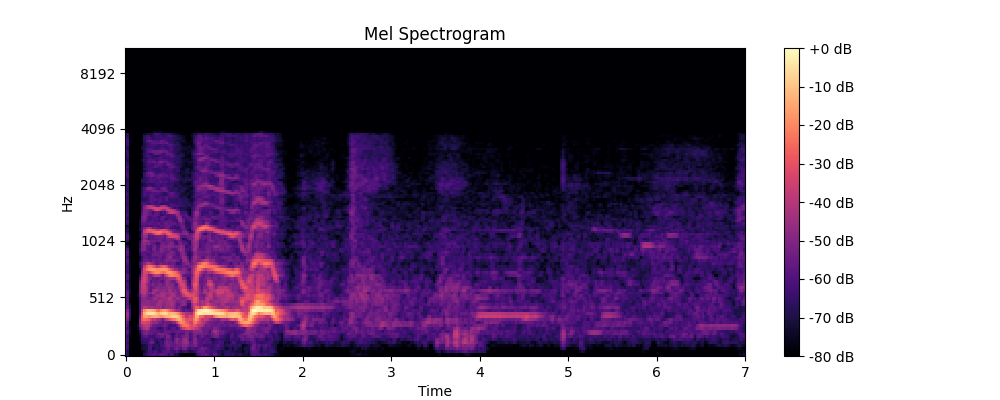 Mel Spectrogram
Hz
8192
4096
2048
1024
512
0
0 1 2 3 4 5 6 7
Time
+0 dB
-10 dB
-20 dB
-30 dB
-40 dB
-50 dB
-60 dB
-70 dB
-80 dB